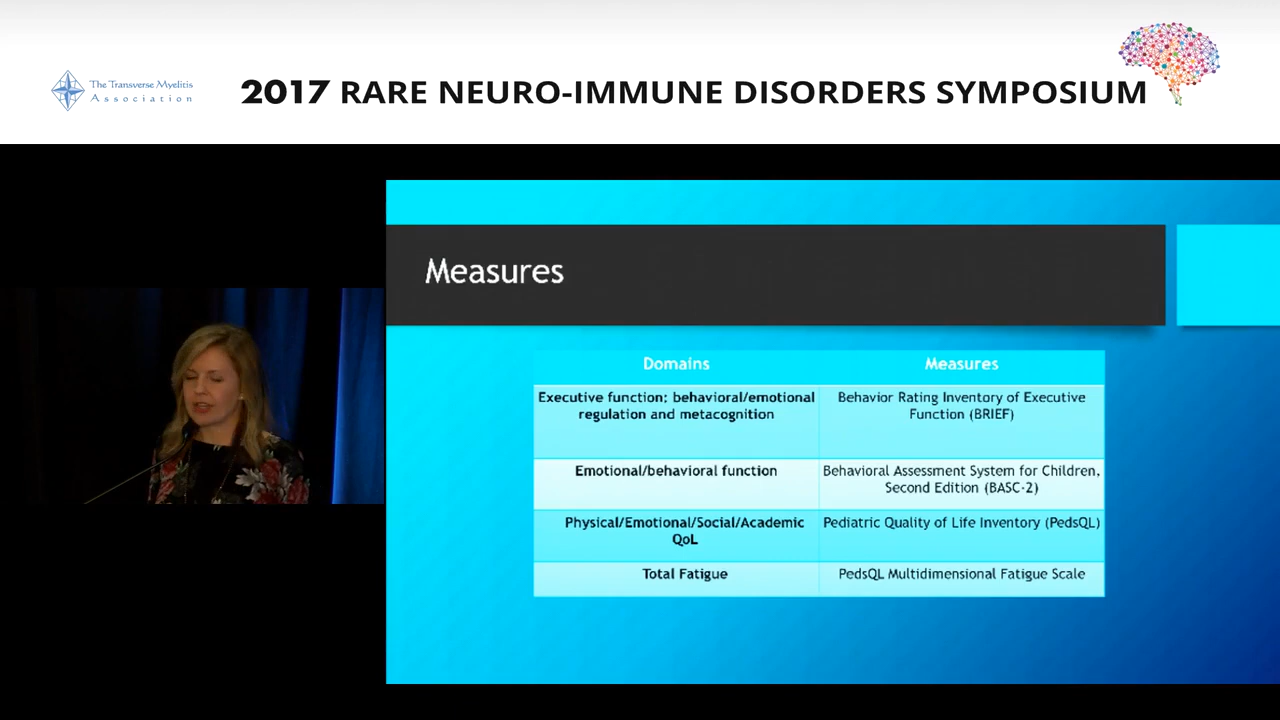 The Transverse Myelitis
Association
2017 RARE NEURO-IMMUNE DISORDERS SYMPOSIUM
Measures
Domains
Measures
Executive function: behavioral/emotional
regulation and metacognition
Behavior Rating Inventory of Executive
Function (BRIEF)
Emotional/behavioral function
Behavioral Assessment System for Children,
Second Edition (BASC-2)
Physical/Emotional/Social/Academic
QoL
Pediatric Quality of Life Inventory (PedsQL)
Total Fatigue
PedsQL Multidimensional Fatigue Scale